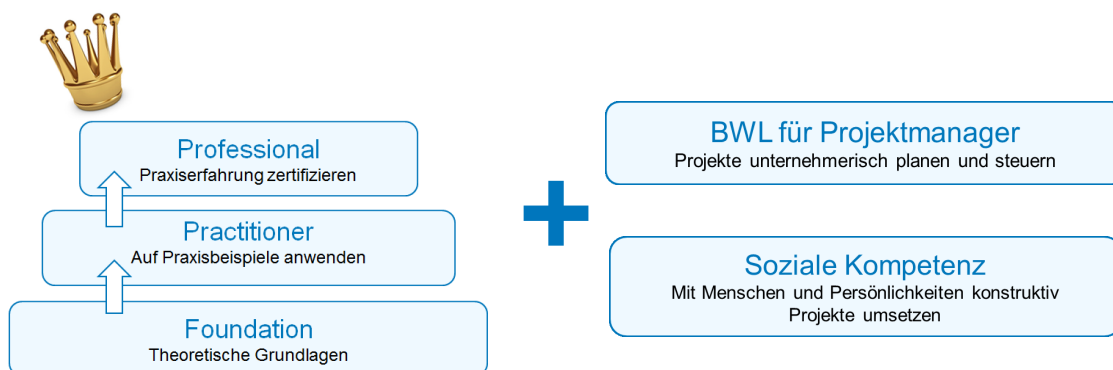 Professional
Praxiserfahrung zertifizieren
Practitioner
Auf Praxisbeispiele anwenden
Foundation
Theoretische Grundlagen
BWL für Projektmanager
Projekte unternehmerisch planen und steuern
Soziale Kompetenz
Mit Menschen und Persönlichkeiten konstruktiv
Projekte umsetzen